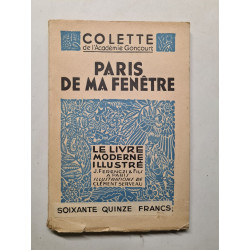 COLETTE
de l'Académie Goncourt
PARIS
DE MA FENÊTRE
LE LIVRE
MODERNE
ILLUSTRÉ
J. FERENCZI & FILS
A PARIS
ILLUSTRATIONS DE
CLÉMENT SERVEAU
SOIXANTE QUINZE FRANCS